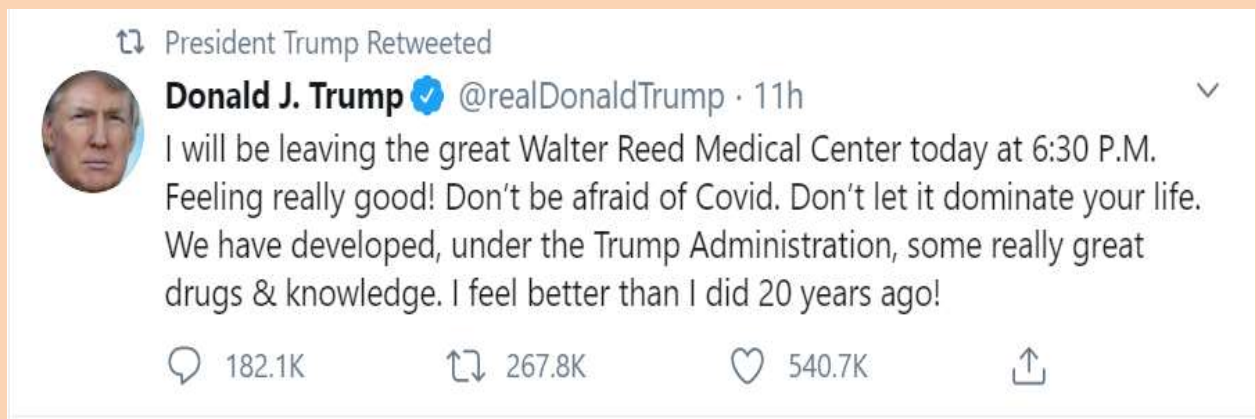 President Trump Retweeted
Donald J. Trump @realDonaldTrump · 11h
I will be leaving the great Walter Reed Medical Center today at 6:30 P.M.
Feeling really good! Don’t be afraid of Covid. Don’t let it dominate your life.
We have developed, under the Trump Administration, some really great
drugs & knowledge. I feel better than I did 20 years ago!
182.1K 267.8K 540.7K